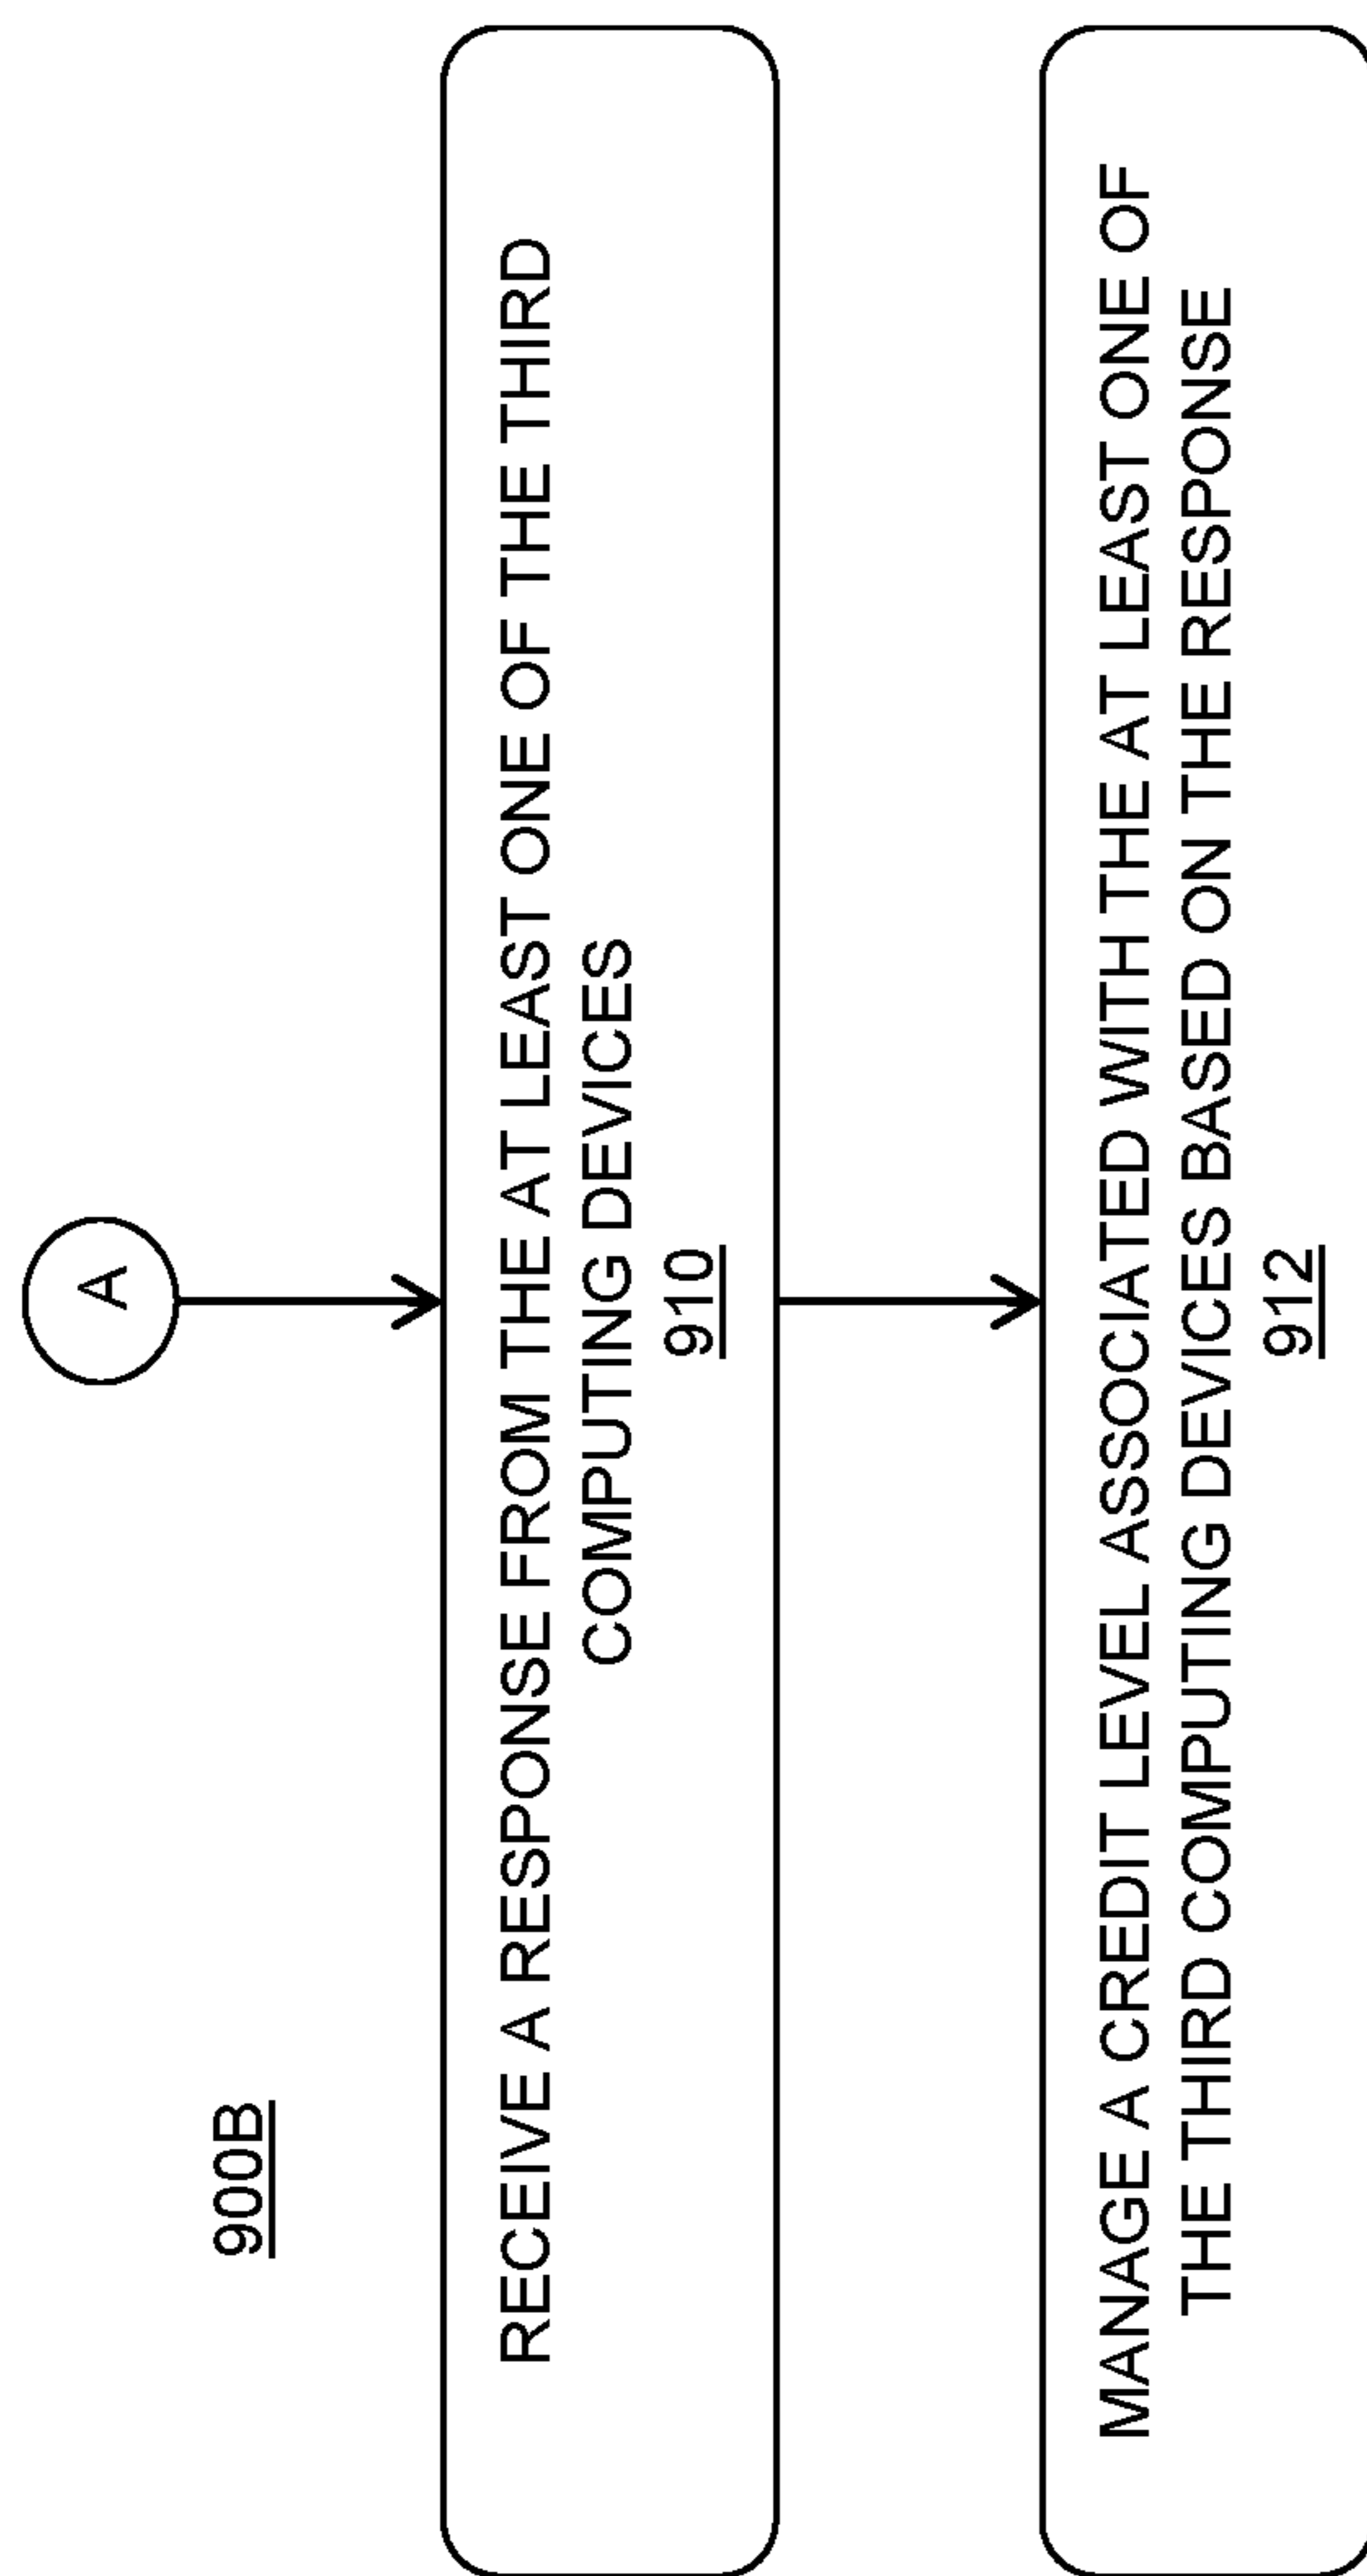 A
900B
RECEIVE A RESPONSE FROM THE AT LEAST ONE OF THE THIRD
COMPUTING DEVICES
910
MANAGE A CREDIT LEVEL ASSOCIATED WITH THE AT LEAST ONE OF
THE THIRD COMPUTING DEVICES BASED ON THE RESPONSE
912